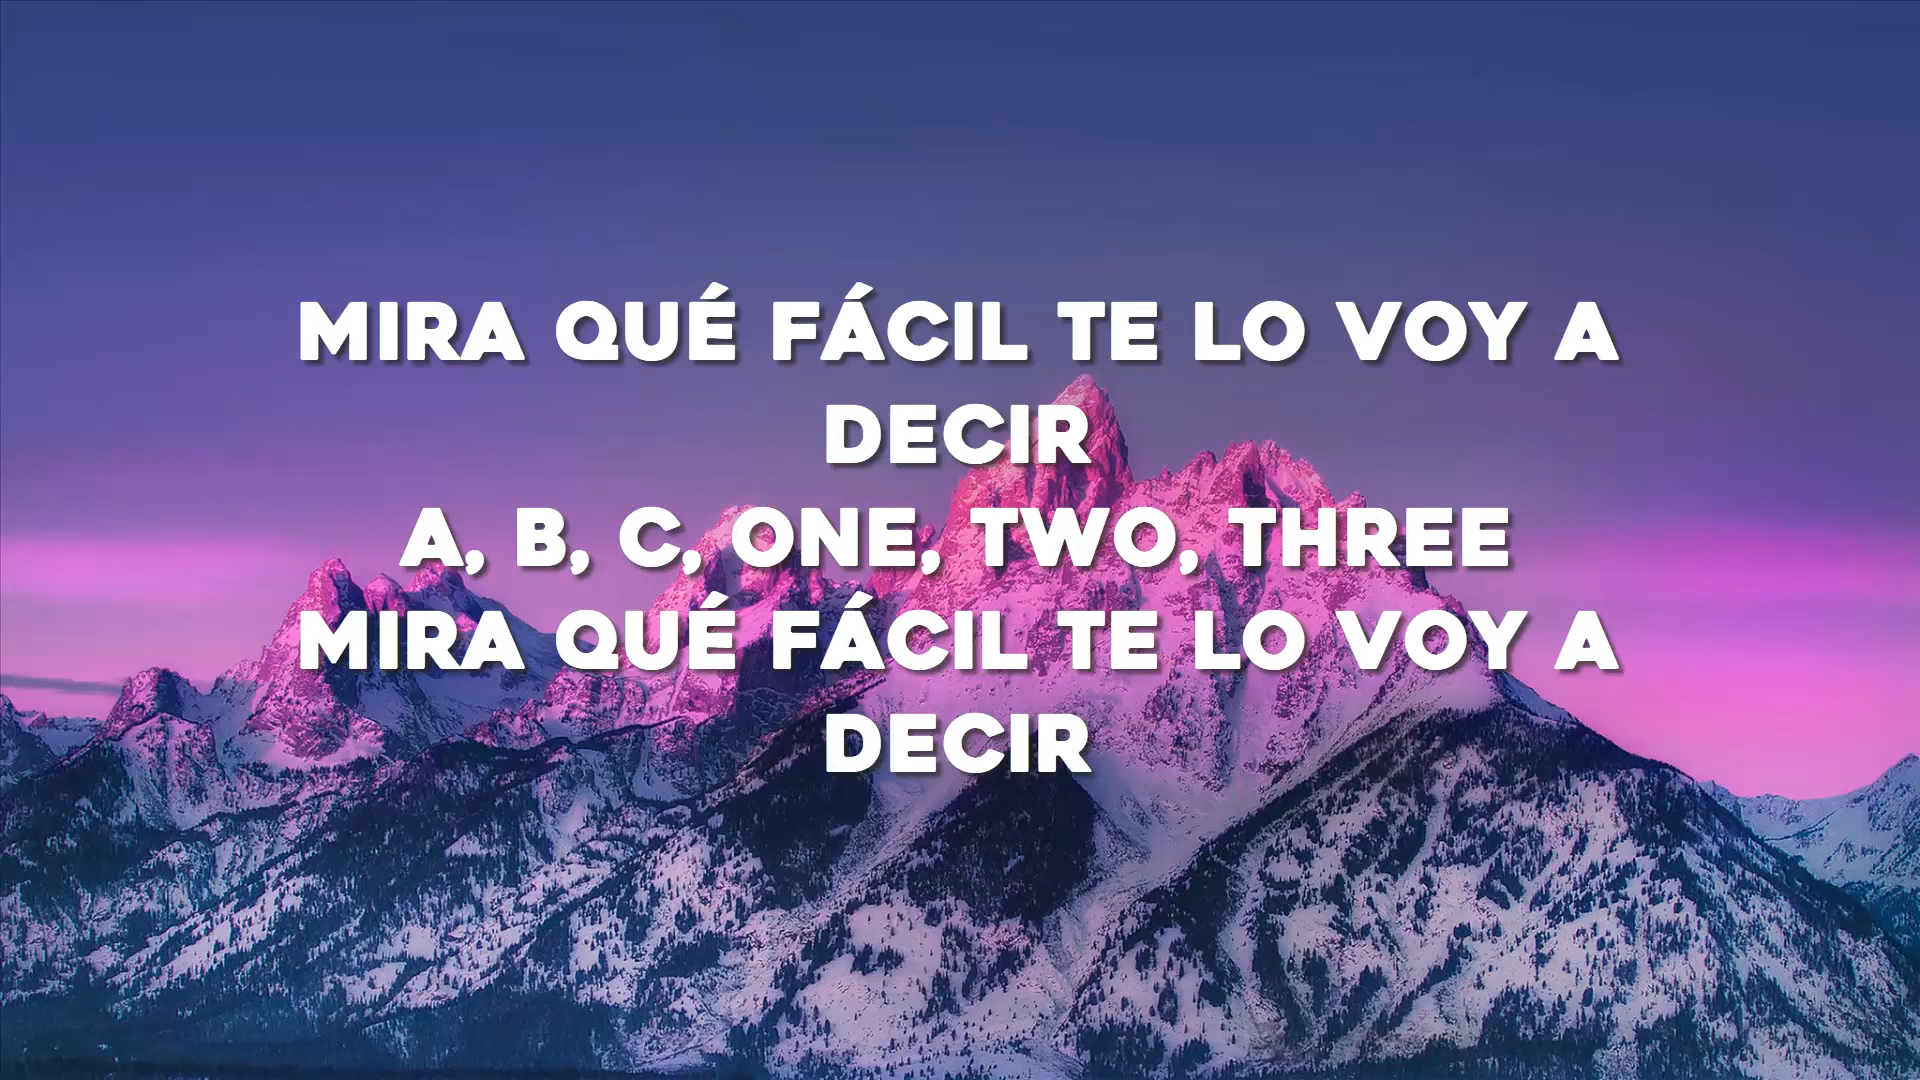 MIRA QUÉ FÁCIL TE LO VOY A
DECIR
A, B, C, ONE, TWO, THREE
MIRA QUÉ FÁCIL TE LO VOY A
DECIR